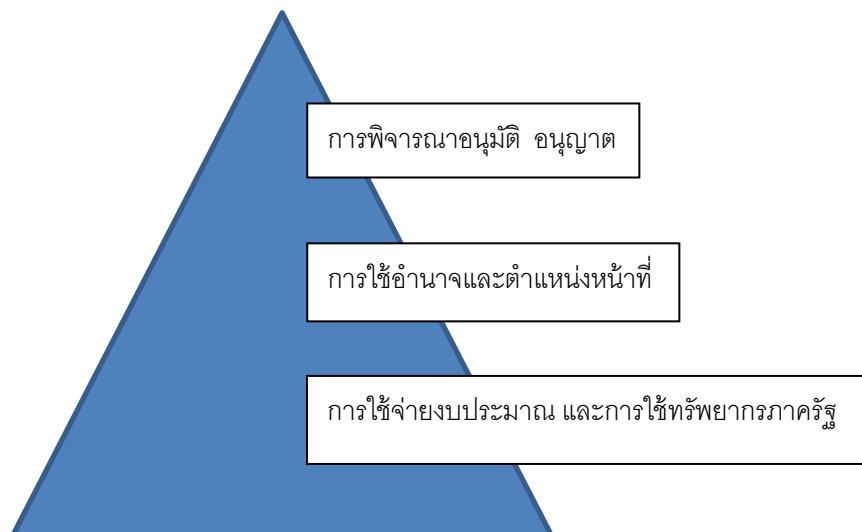 การพิจารณาอนุมัติ อนุญาต
การใช้อำนาจและตำแหน่งหน้าที่
การใช้จ่ายงบประมาณ และการใช้ทรัพยากรภาครัฐ